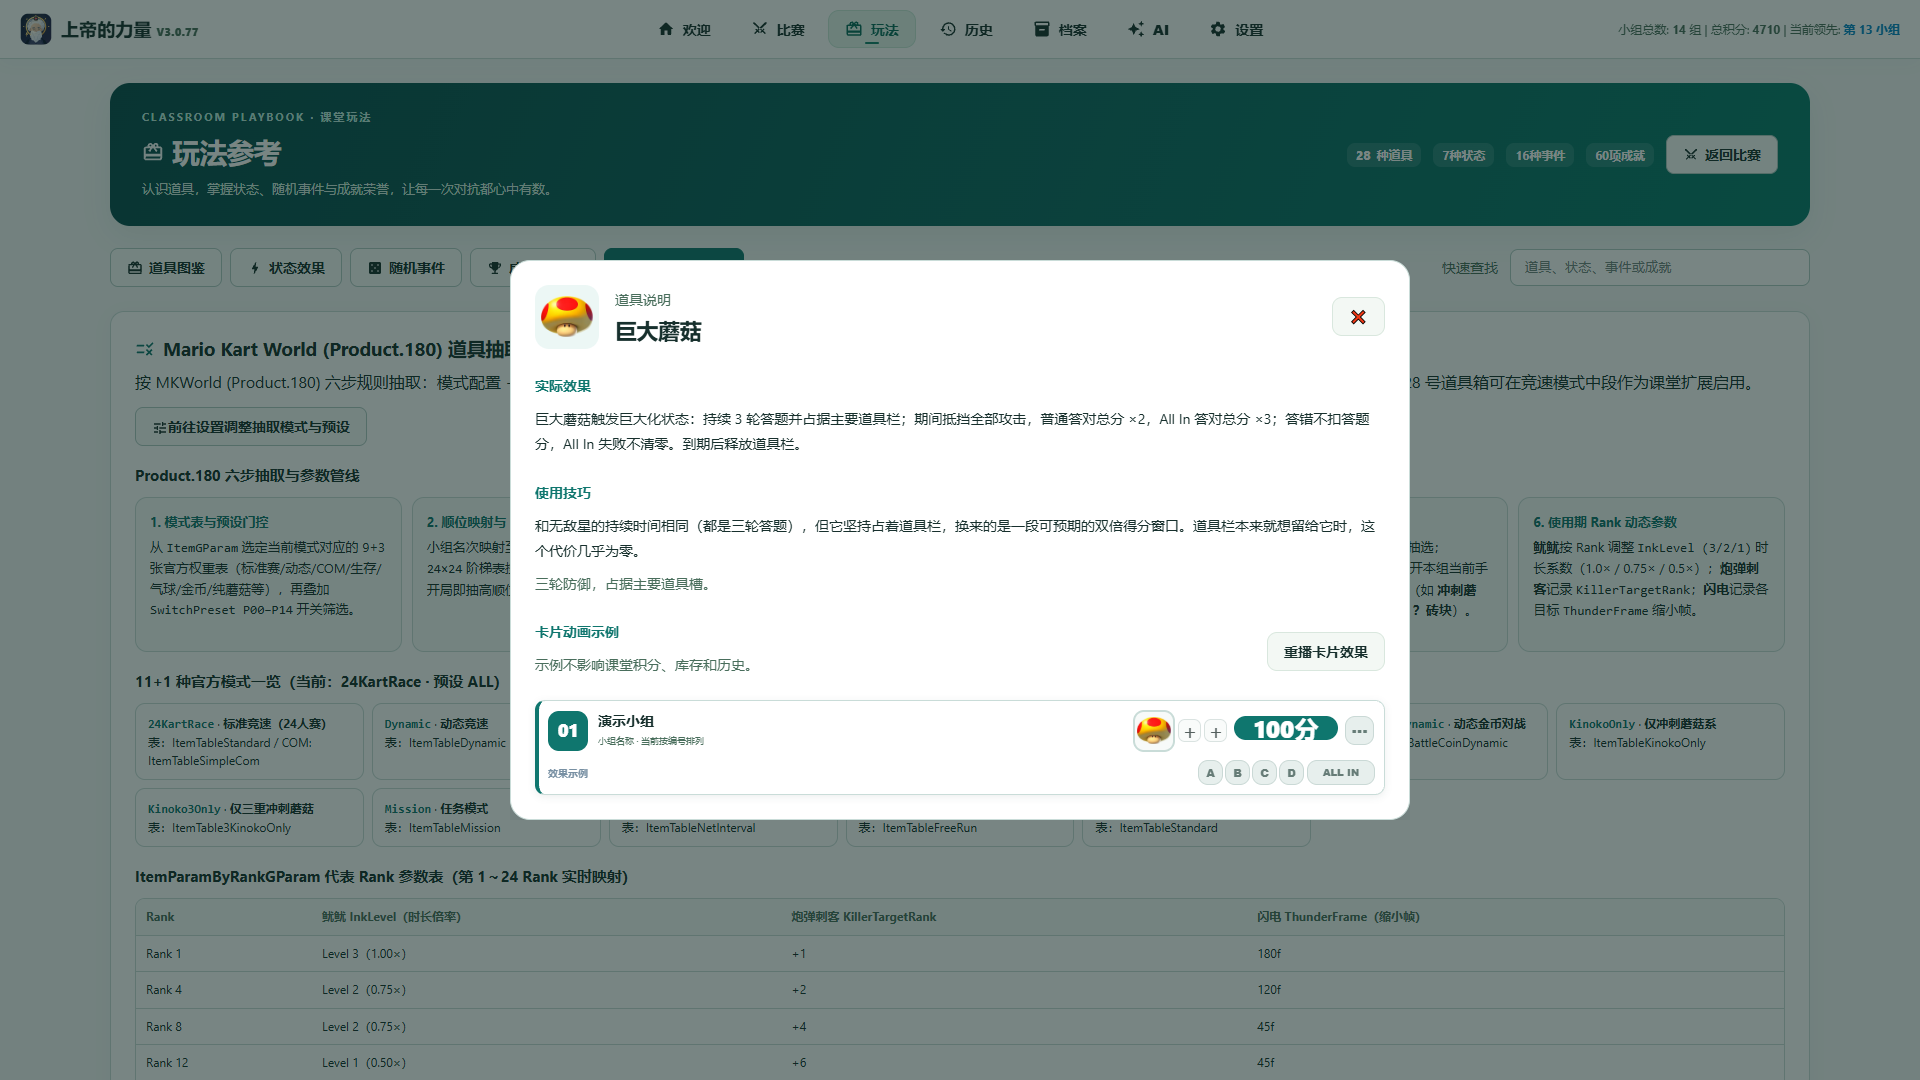 上帝的力量 V3.0.77
欢迎
比赛
玩法
历史
档案
AI
设置
小组总数: 14 组 | 总积分: 4710 | 当前领先: 第 13 小组
CLASSROOM PLAYBOOK · 课堂玩法
玩法参考
认识道具，掌握状态、随机事件与成就荣誉，让每一次对抗都心中有数。
28 种道具
7种状态
16种事件
60项成就
返回比赛
道具图鉴
状态效果
随机事件
快速查找
道具、状态、事件或成就
Mario Kart World (Product.180) 道具抽
按 MKWorld (Product.180) 六步规则抽取：模式配置
28 号道具箱可在竞速模式中段作为课堂扩展启用。
前往设置调整抽取模式与预设
Product.180 六步抽取与参数管线
1. 模式表与预设门控
从 ItemGParam 选定当前模式对应的 9+3
张官方权重表（标准赛/动态/COM/生存/
气球/金币/纯蘑菇等），再叠加
SwitchPreset P00–P14 开关筛选。
2. 顺位映射与
小组名次映射至
24×24 阶梯表
开局即抽高顺位
抽选；
开本组当前手
（如 冲刺蘑
？砖块）。
6. 使用期 Rank 动态参数
鱿鱿按 Rank 调整 InkLevel (3/2/1) 时
长系数（1.0× / 0.75× / 0.5×）；炮弹刺
客记录 KillerTargetRank；闪电记录各
目标 ThunderFrame 缩小帧。
11+1 种官方模式一览（当前：24KartRace · 预设 ALL）
24KartRace · 标准竞速（24人赛）
表：ItemTableStandard / COM:
ItemTableSimpleCom
Dynamic · 动态竞速
表：ItemTableDynamic
namic · 动态金币对战
BattleCoinDynamic
KinokoOnly · 仅冲刺蘑菇系
表：ItemTableKinokoOnly
Kinoko3Only · 仅三重冲刺蘑菇
表：ItemTable3KinokoOnly
Mission · 任务模式
表：ItemTableMission
表：ItemTableNetInterval
表：ItemTableFreeRun
表：ItemTableStandard
ItemParamByRankGParam 代表 Rank 参数表（第 1 ~ 24 Rank 实时映射）
Rank
鱿鱿 InkLevel（时长倍率）
炮弹刺客 KillerTargetRank
闪电 ThunderFrame（缩小帧）
Rank 1
Level 3（1.00×）
+1
180f
Rank 4
Level 2（0.75×）
+2
120f
Rank 8
Level 2（0.75×）
+4
45f
Rank 12
Level 1（0.50×）
+6
45f
道具说明
巨大蘑菇
实际效果
巨大蘑菇触发巨大化状态：持续 3 轮答题并占据主要道具栏；期间抵挡全部攻击，普通答对总分 ×2，All In 答对总分 ×3；答错不扣答题
分，All In 失败不清零。到期后释放道具栏。
使用技巧
和无敌星的持续时间相同（都是三轮答题），但它坚持占着道具栏，换来的是一段可预期的双倍得分窗口。道具栏本来就想留给它时，这
个代价几乎为零。
三轮防御，占据主要道具槽。
卡片动画示例
示例不影响课堂积分、库存和历史。
重播卡片效果
01
演示小组
小组名称 · 当前按编号排列
+
+
100分
效果示例
A
B
C
D
ALL IN